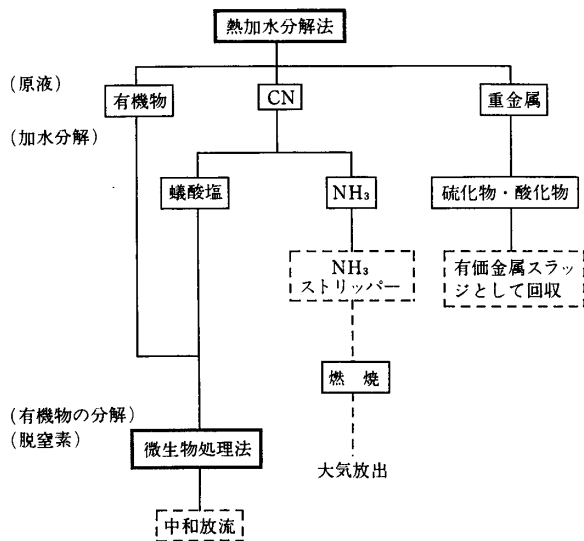 熱加水分解法
(原液)
有機物
CN
重金属
(加水分解)
蟻酸塩
NH₃
硫化物・酸化物
NH₃
ストリッパー
有価金属スラッ
ジとして回収
燃 焼
(有機物の分解)
(脱窒素)
微生物処理法
大気放出
中和放流